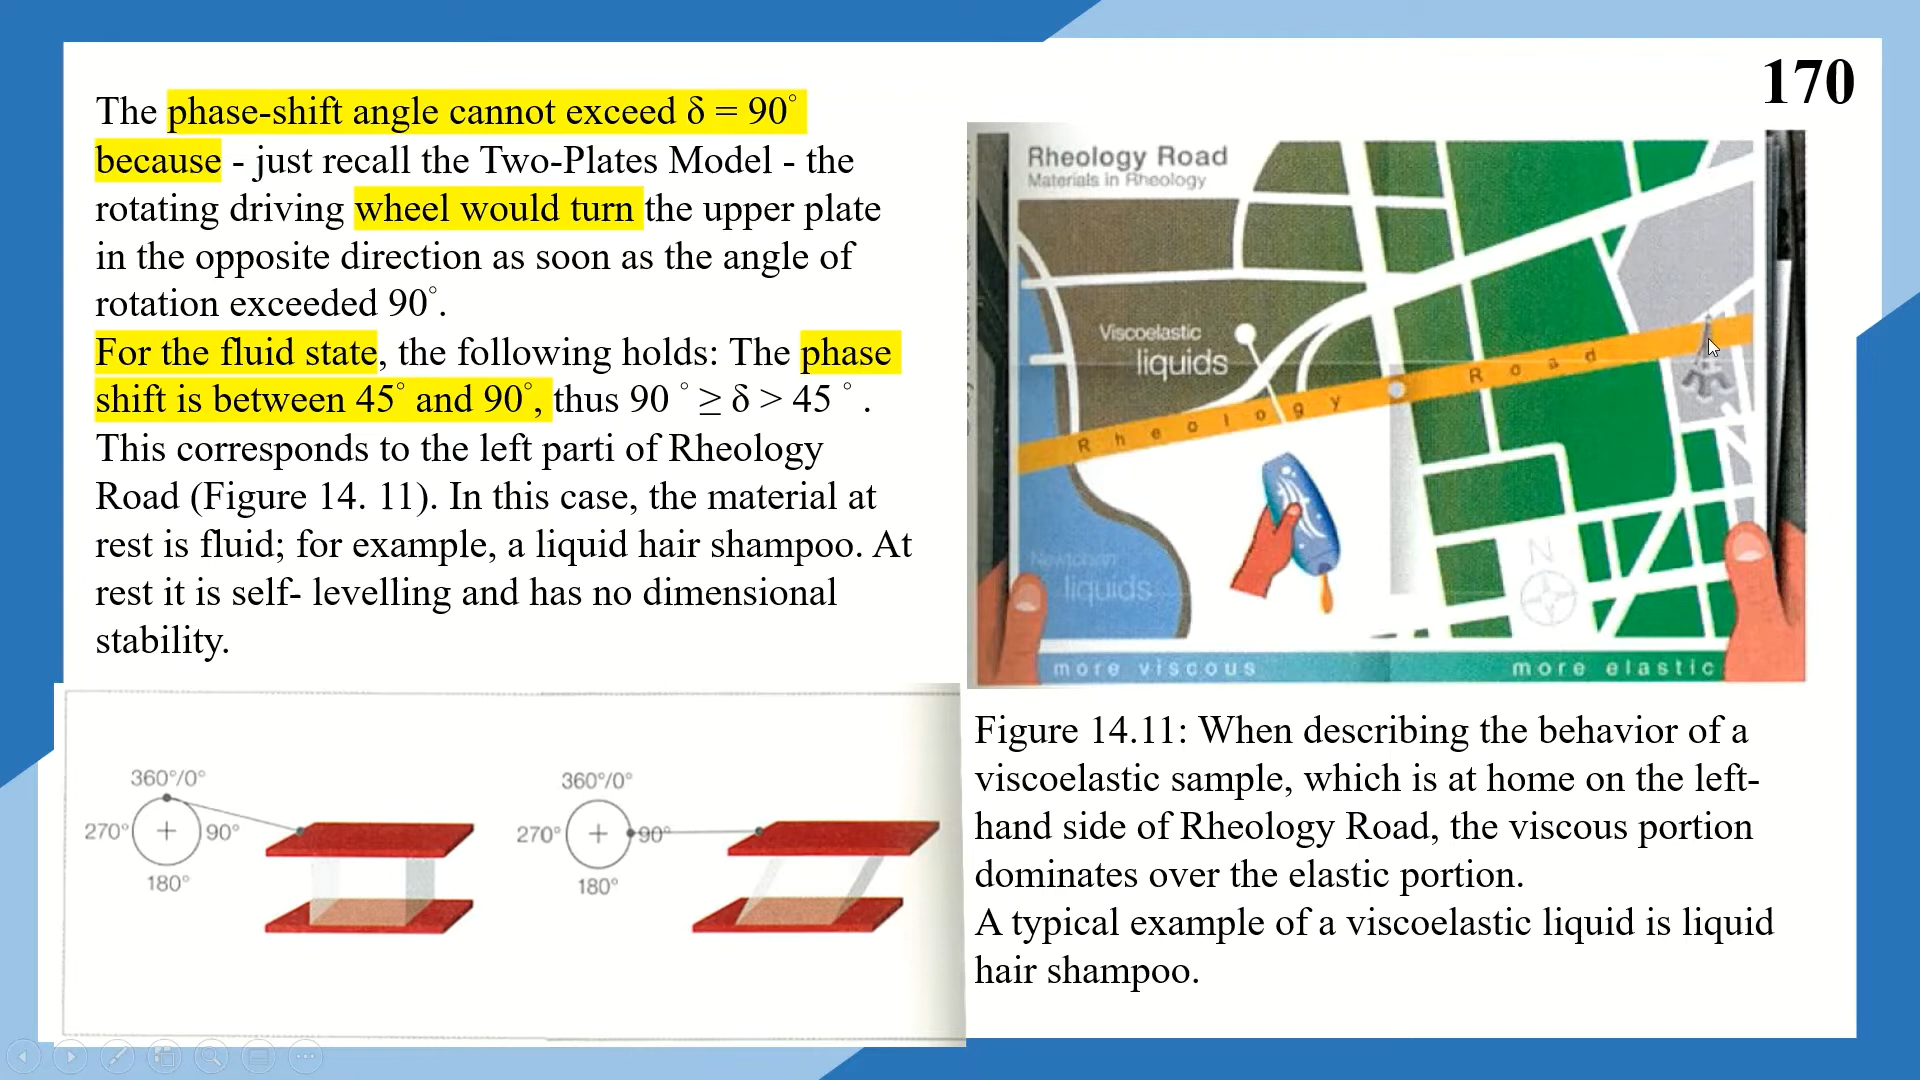 170
The phase-shift angle cannot exceed δ = 90°
because - just recall the Two-Plates Model - the
rotating driving wheel would turn the upper plate
in the opposite direction as soon as the angle of
rotation exceeded 90°.
For the fluid state, the following holds: The phase
shift is between 45° and 90°, thus 90 ° ≥ δ > 45 ° .
This corresponds to the left parti of Rheology
Road (Figure 14. 11). In this case, the material at
rest is fluid; for example, a liquid hair shampoo. At
rest it is self- levelling and has no dimensional
stability.
Rheology Road
Materials in Rheology
Viscoelastic
liquids
Rheology Road
Newtonian
liquids
N
more viscous
more elastic
360°/0°
270°
90°
180°
360°/0°
270°
90°
180°
Figure 14.11: When describing the behavior of a
viscoelastic sample, which is at home on the left-
hand side of Rheology Road, the viscous portion
dominates over the elastic portion.
A typical example of a viscoelastic liquid is liquid
hair shampoo.